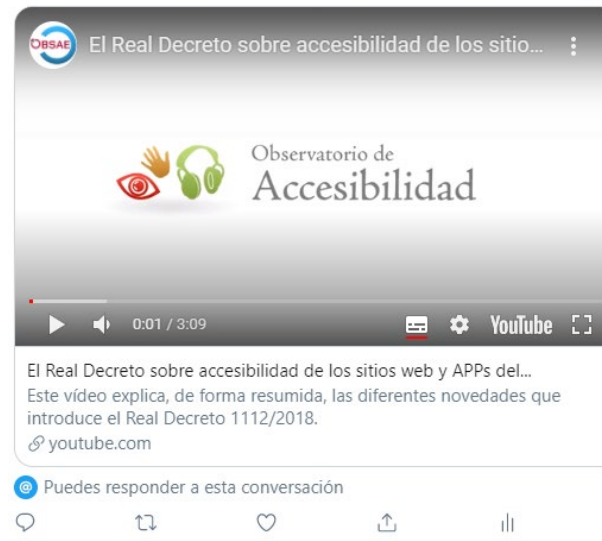 OBSAE
El Real Decreto sobre accesibilidad de los sitio...
Observatorio de
Accesibilidad
0:01 / 3:09
YouTube
El Real Decreto sobre accesibilidad de los sitios web y APPs del...
Este vídeo explica, de forma resumida, las diferentes novedades que
introduce el Real Decreto 1112/2018.
youtube.com
@ Puedes responder a esta conversación